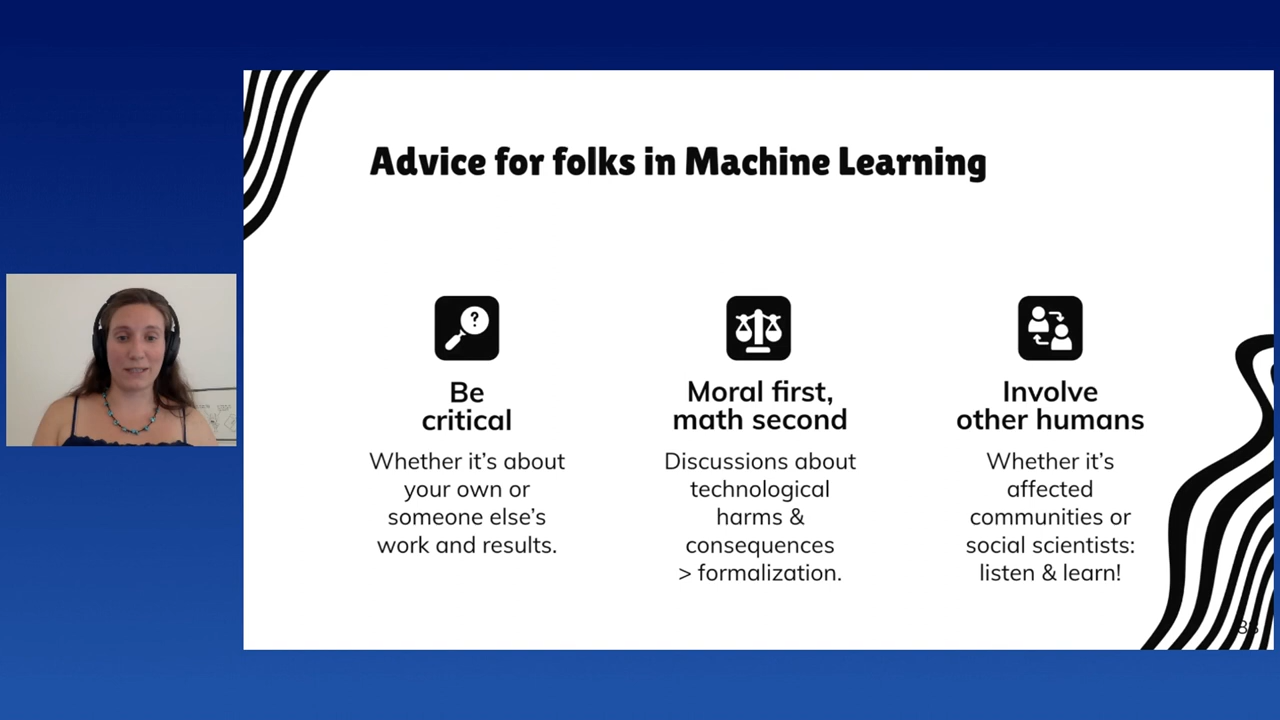 Advice for folks in Machine Learning
?
Be
critical
Whether it’s about
your own or
someone else’s
work and results.
Moral first,
math second
Discussions about
technological
harms &
consequences
> formalization.
Involve
other humans
Whether it’s
affected
communities or
social scientists:
listen & learn!